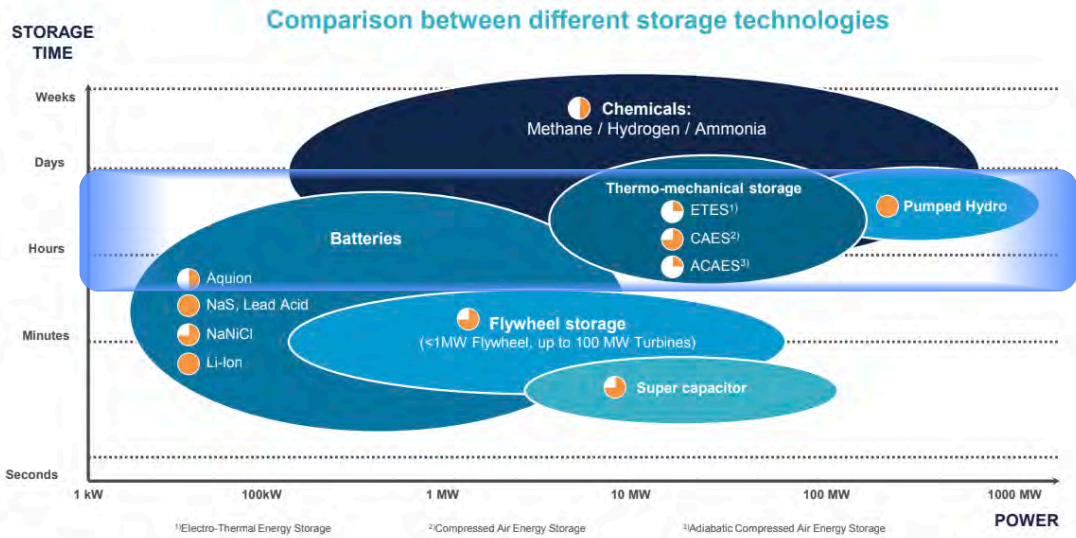 Comparison between different storage technologies
STORAGE
TIME
Weeks
Chemicals:
Methane / Hydrogen / Ammonia
Days
Thermo-mechanical storage
ETES¹⁾
CAES²⁾
ACAES³⁾
Pumped Hydro
Batteries
Hours
Aquion
NaS, Lead Acid
NaNiCl
Li-Ion
Minutes
Flywheel storage
(<1MW Flywheel, up to 100 MW Turbines)
Super capacitor
Seconds
1 kW
100kW
1 MW
10 MW
100 MW
1000 MW
POWER
¹⁾Electro-Thermal Energy Storage
²⁾Compressed Air Energy Storage
³⁾Adiabatic Compressed Air Energy Storage